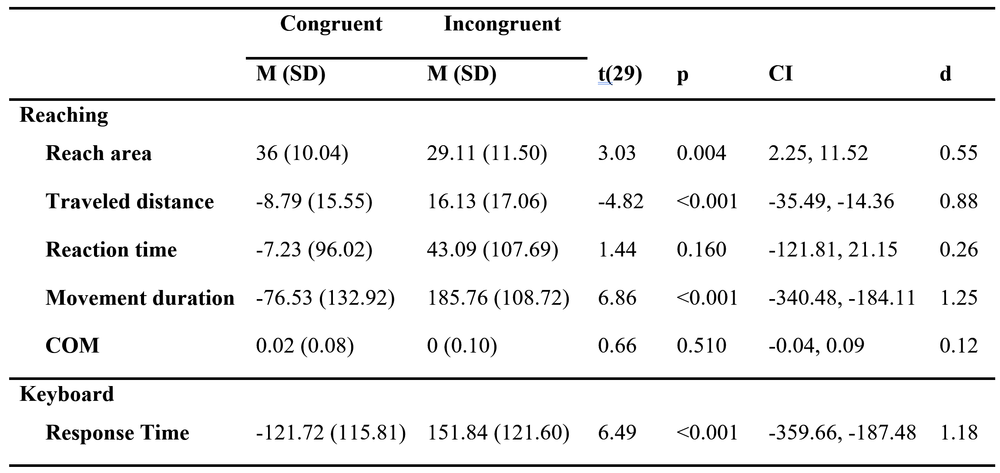 Congruent Incongruent
M (SD) M (SD) t(29) p CI d
Reaching
Reach area 36 (10.04) 29.11 (11.50) 3.03 0.004 2.25, 11.52 0.55
Traveled distance -8.79 (15.55) 16.13 (17.06) -4.82 <0.001 -35.49, -14.36 0.88
Reaction time -7.23 (96.02) 43.09 (107.69) 1.44 0.160 -121.81, 21.15 0.26
Movement duration -76.53 (132.92) 185.76 (108.72) 6.86 <0.001 -340.48, -184.11 1.25
COM 0.02 (0.08) 0 (0.10) 0.66 0.510 -0.04, 0.09 0.12
Keyboard
Response Time -121.72 (115.81) 151.84 (121.60) 6.49 <0.001 -359.66, -187.48 1.18